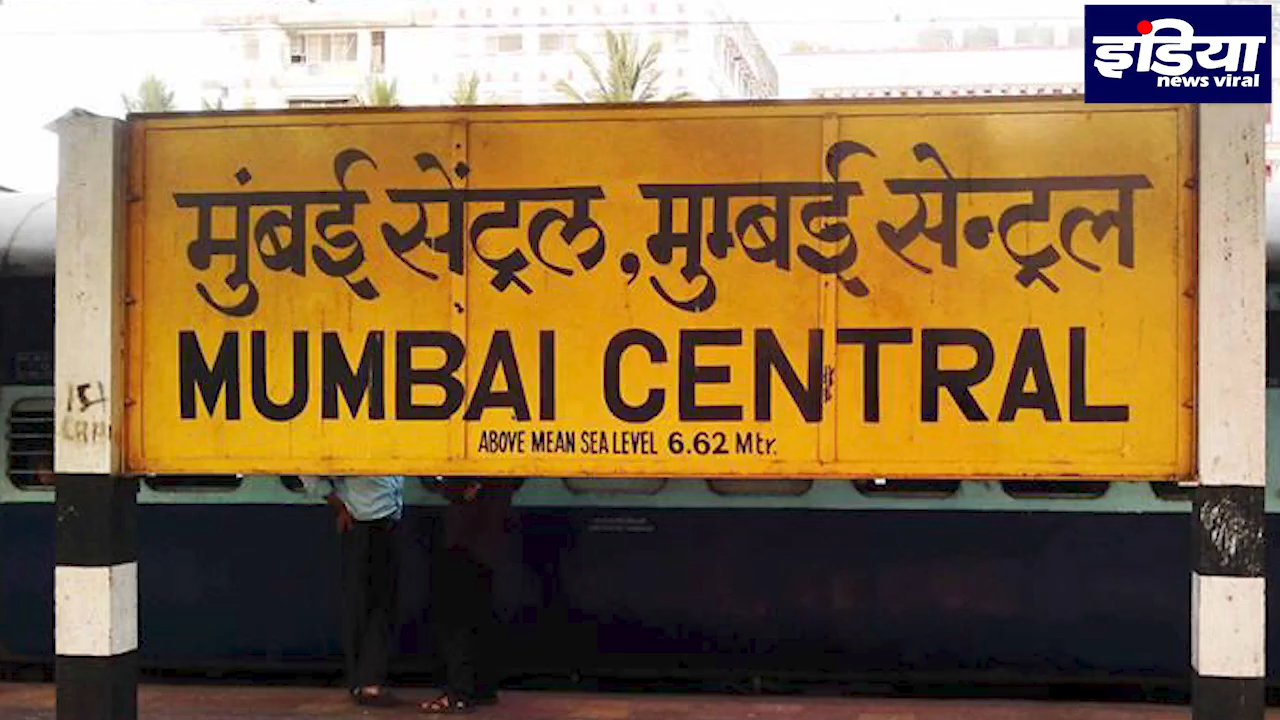 इंडिया
news viral
मुंबई सेंट्रल, मुम्बई सेन्ट्रल
MUMBAI CENTRAL
ABOVE MEAN SEA LEVEL 6.62 Mtr.